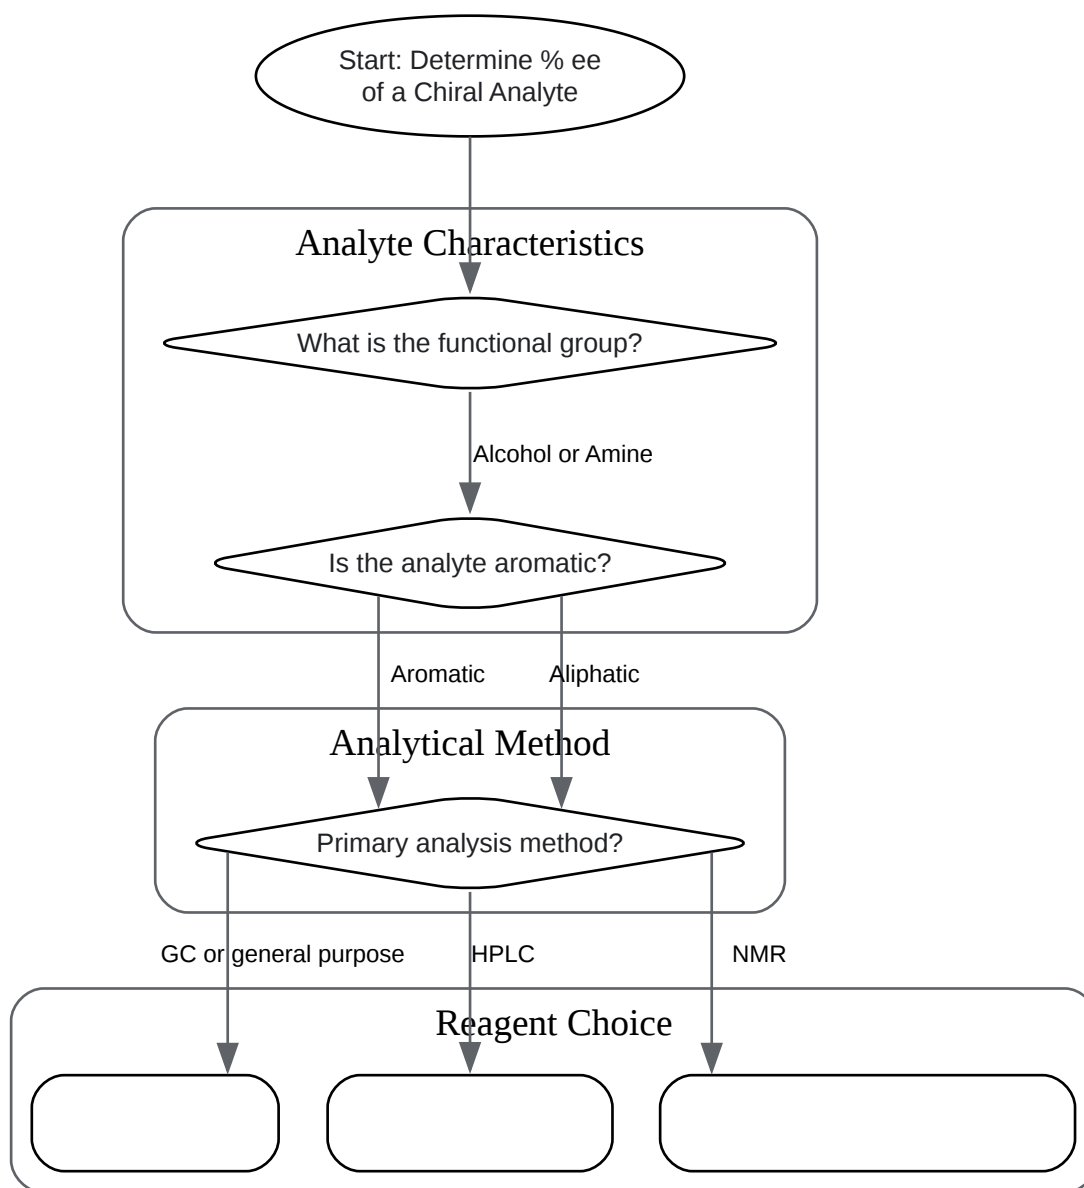 Start: Determine % ee
of a Chiral Analyte
Analyte Characteristics
What is the functional group?
Alcohol or Amine
Is the analyte aromatic?
Aromatic
Aliphatic
Analytical Method
Primary analysis method?
GC or general purpose
HPLC
NMR
Reagent Choice